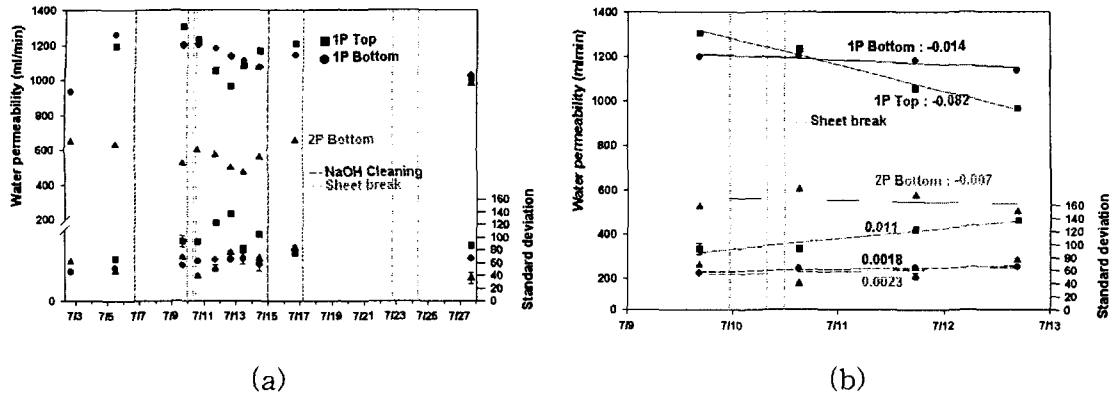 1400
1200
1000
800
600
400
200
0
Water permeability (ml/min)
1P Top
1P Bottom
2P Bottom
NaOH Cleaning
Sheet break
160
140
120
100
80
60
40
20
0
Standard deviation
7/3 7/5 7/7 7/9 7/11 7/13 7/15 7/17 7/19 7/21 7/23 7/25 7/27
(a)
1400
1200
1000
800
600
400
200
0
Water permeability (ml/min)
1P Bottom : -0.014
1P Top : -0.082
Sheet break
2P Bottom : -0.007
0.011
0.0018
0.0023
160
140
120
100
80
60
40
20
0
Standard deviation
7/9 7/10 7/11 7/12 7/13
(b)